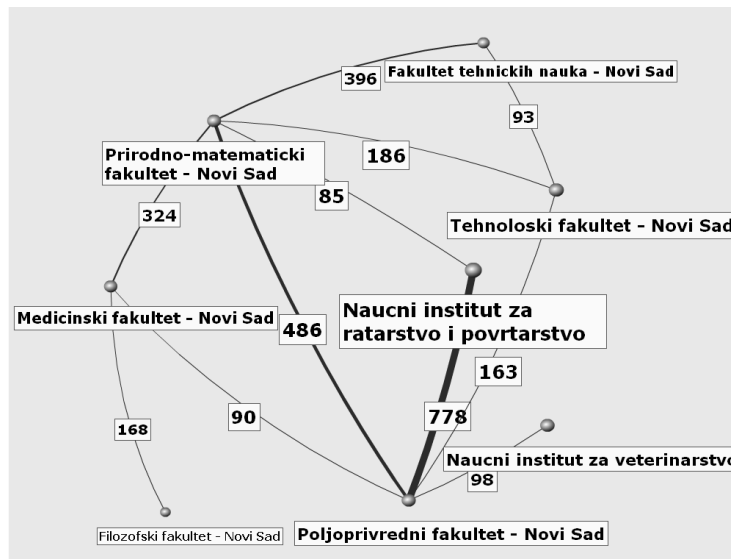 396
Fakultet tehnickih nauka - Novi Sad
93
Prirodno-matematicki
fakultet - Novi Sad
186
85
324
Tehnoloski fakultet - Novi Sad
Naucni institut za
ratarstvo i povrtarstvo
Medicinski fakultet - Novi Sad
486
163
168
90
778
Naucni institut za veterinarstvo
98
Filozofski fakultet - Novi Sad
Poljoprivredni fakultet - Novi Sad